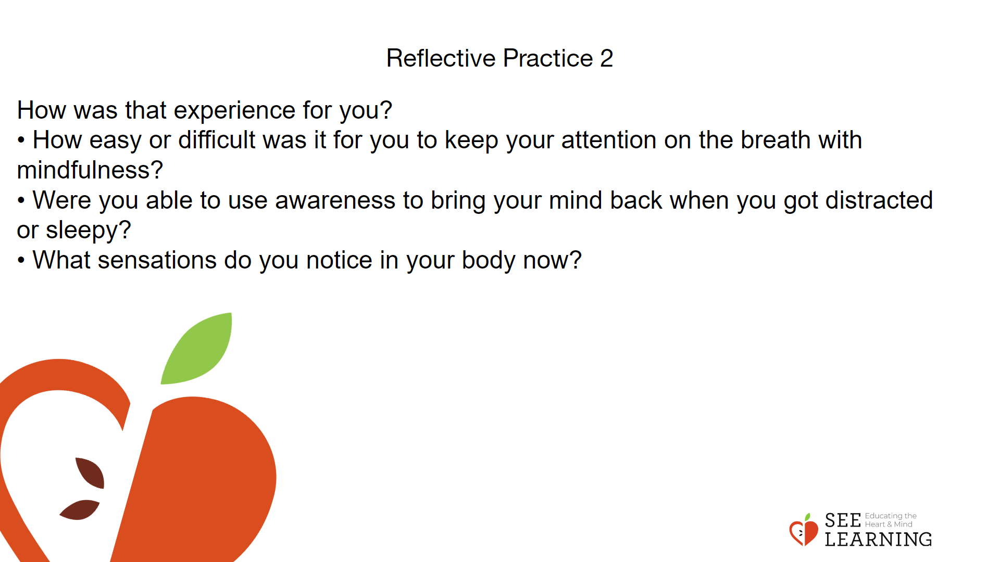 Reflective Practice 2
How was that experience for you?
• How easy or difficult was it for you to keep your attention on the breath with
mindfulness?
• Were you able to use awareness to bring your mind back when you got distracted
or sleepy?
• What sensations do you notice in your body now?
SEE Educating the
Heart & Mind
LEARNING